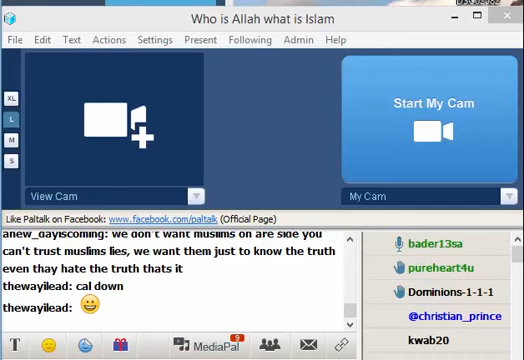 Who is Allah what is Islam
File Edit Text Actions Settings Present Following Admin Help
XL
L
M
S
Start My Cam
View Cam
My Cam
Like Paltalk on Facebook: www.facebook.com/paltalk (Official Page)
anew_dayiscoming: we don't want muslims on are side you
can't trust muslims lies, we want them just to know the truth
even thay hate the truth thats it
thewayilead: cal down
thewayilead:
bader13sa
pureheart4u
Dominions-1-1-1
@christian_prince
kwab20
T
MediaPal
9